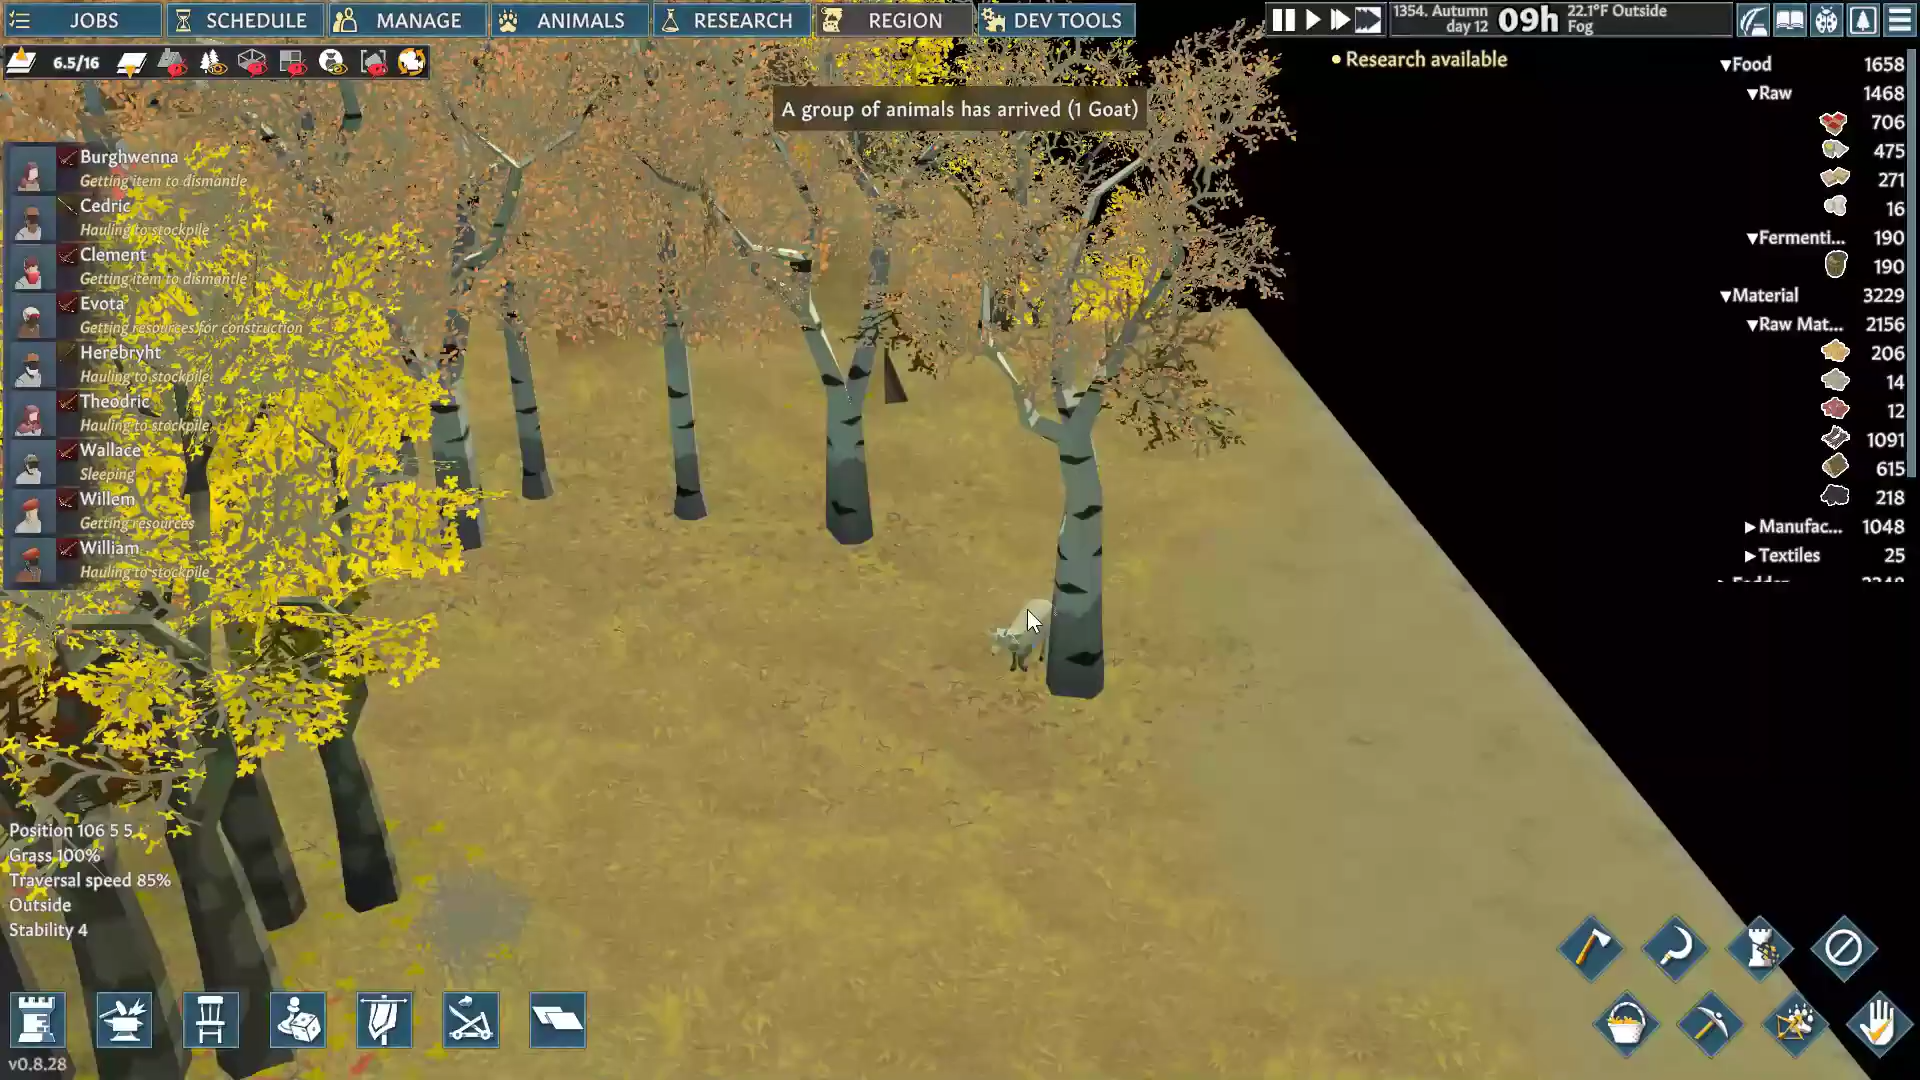 JOBS
SCHEDULE
MANAGE
ANIMALS
RESEARCH
REGION
DEV TOOLS
1354. Autumn
day 12
09h
22.1°F Outside
Fog
6.5/16
Research available
A group of animals has arrived (1 Goat)
Burghwenna
Getting item to dismantle
Cedric
Hauling to stockpile
Clement
Getting item to dismantle
Evota
Getting resources for construction
Herebryht
Hauling to stockpile
Theodric
Hauling to stockpile
Wallace
Sleeping
Willem
Getting resources
William
Hauling to stockpile
▼Food 1658
▼Raw 1468
706
475
271
16
▼Fermenti... 190
190
▼Material 3229
▼Raw Mat... 2156
206
14
12
1091
615
218
▶Manufac... 1048
▶Textiles 25
Position 106 5 5
Grass 100%
Traversal speed 85%
Outside
Stability 4
v0.8.28